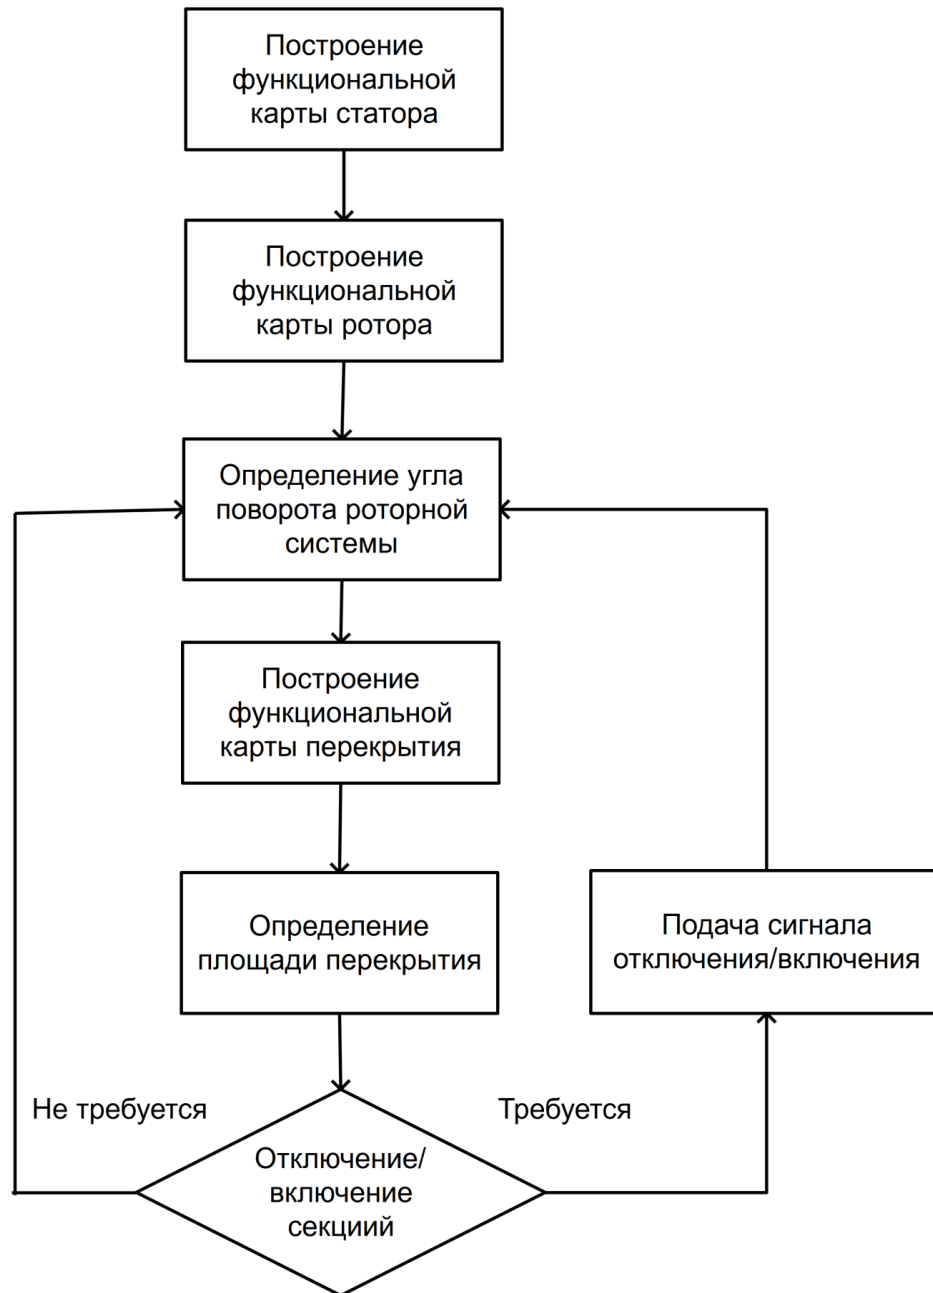 Построение
функциональной
карты статора
Построение
функциональной
карты ротора
Определение угла
поворота роторной
системы
Построение
функциональной
карты перекрытия
Определение
площади перекрытия
Подача сигнала
отключения/включения
Не требуется
Требуется
Отключение/
включение
секциий